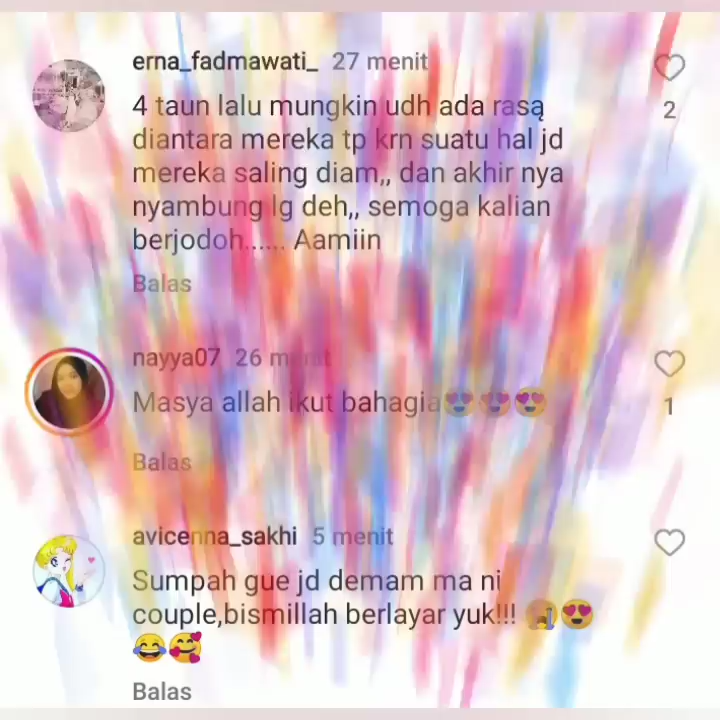 erna_fadmawati_ 27 menit
4 taun lalu mungkin udh ada rasa
2
diantara mereka tp krn suatu hal jd
mereka saling diam,, dan akhir nya
nyambung lg deh,, semoga kalian
berjodoh...... Aamiin
Balas
nayya07 26 menit
Masya allah ikut bahagia😍😍😍
1
Balas
avicenna_sakhi 5 menit
Sumpah gue jd demam ma ni
couple,bismillah berlayar yuk!!! 😭😍
😂🥰
Balas